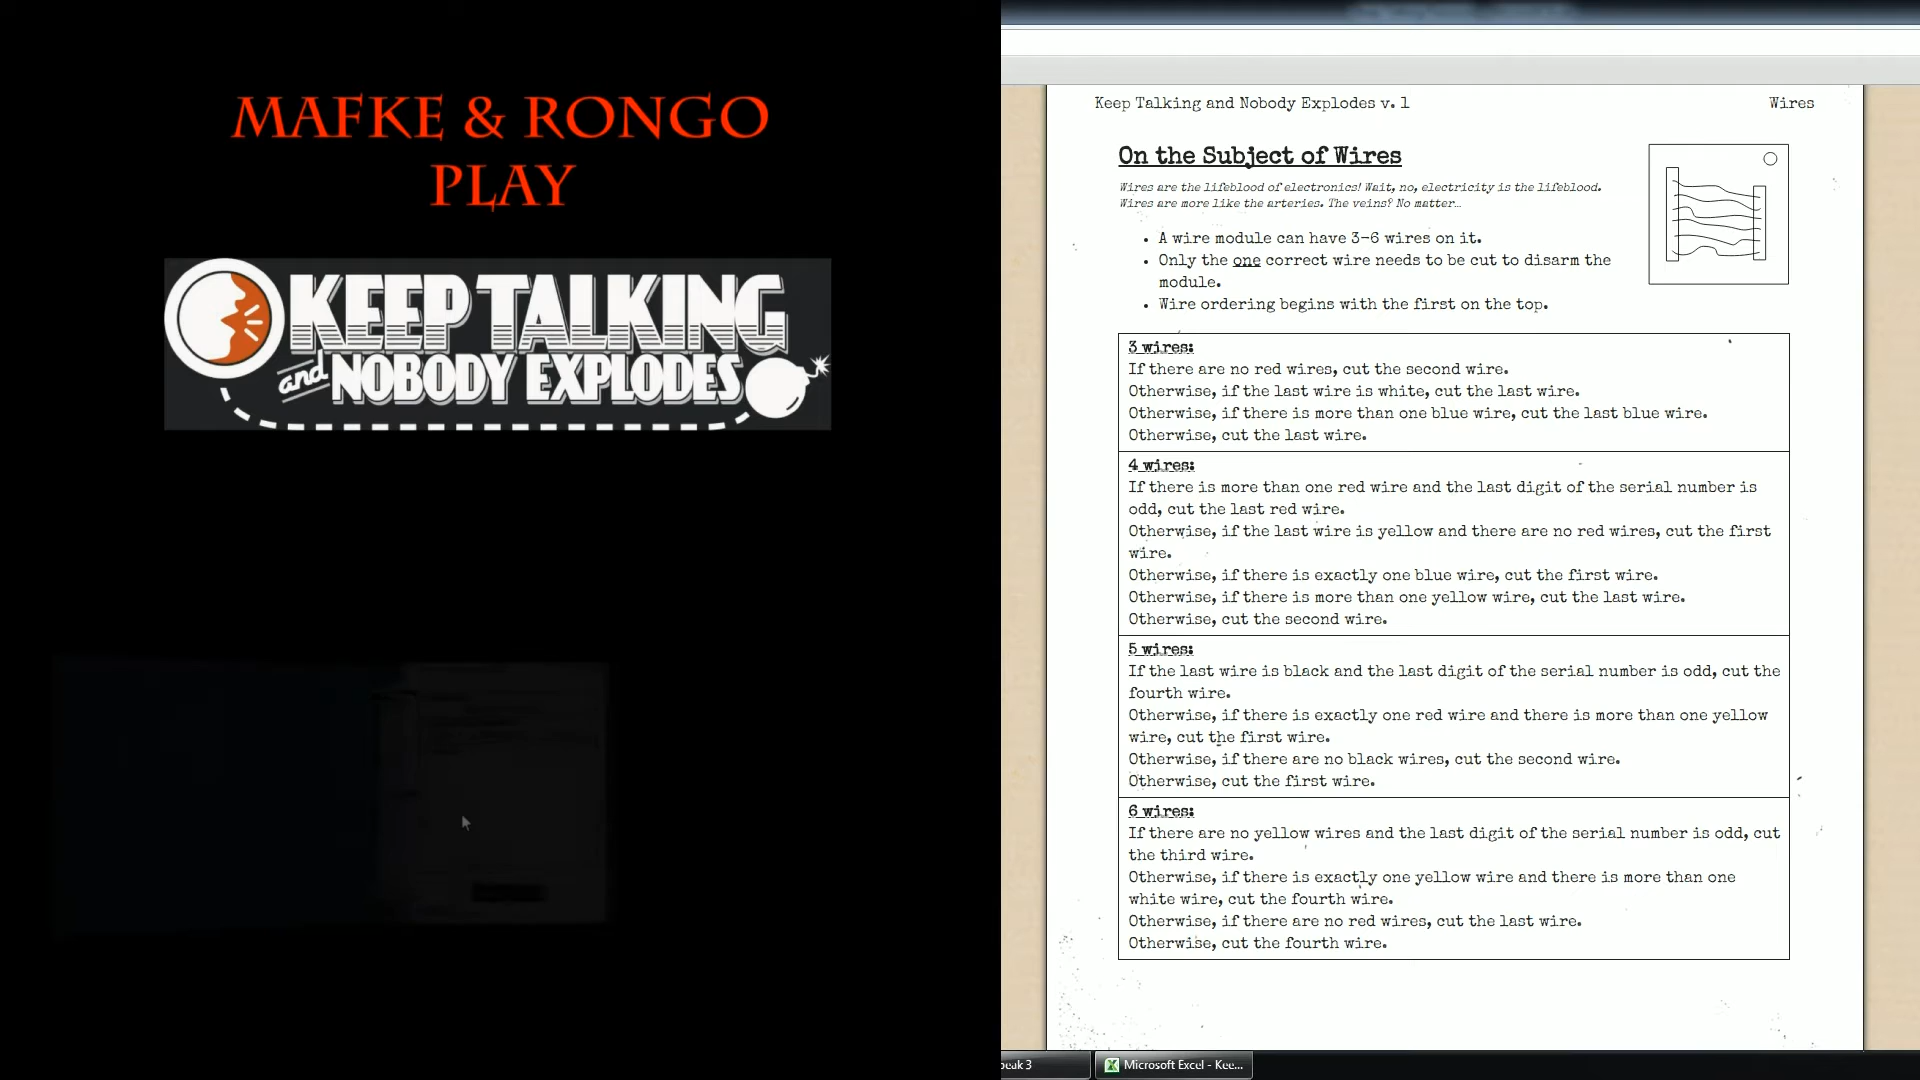 MAFKE & RONGO
PLAY
KEEP TALKING
and NOBODY EXPLODES
Keep Talking and Nobody Explodes v. 1
Wires
On the Subject of Wires
Wires are the lifeblood of electronics! Wait, no, electricity is the lifeblood.
Wires are more like the arteries. The veins? No matter…
• A wire module can have 3-6 wires on it.
• Only the one correct wire needs to be cut to disarm the
module.
• Wire ordering begins with the first on the top.
3 wires:
If there are no red wires, cut the second wire.
Otherwise, if the last wire is white, cut the last wire.
Otherwise, if there is more than one blue wire, cut the last blue wire.
Otherwise, cut the last wire.
4 wires:
If there is more than one red wire and the last digit of the serial number is
odd, cut the last red wire.
Otherwise, if the last wire is yellow and there are no red wires, cut the first
wire.
Otherwise, if there is exactly one blue wire, cut the first wire.
Otherwise, if there is more than one yellow wire, cut the last wire.
Otherwise, cut the second wire.
5 wires:
If the last wire is black and the last digit of the serial number is odd, cut the
fourth wire.
Otherwise, if there is exactly one red wire and there is more than one yellow
wire, cut the first wire.
Otherwise, if there are no black wires, cut the second wire.
Otherwise, cut the first wire.
6 wires:
If there are no yellow wires and the last digit of the serial number is odd, cut
the third wire.
Otherwise, if there is exactly one yellow wire and there is more than one
white wire, cut the fourth wire.
Otherwise, if there are no red wires, cut the last wire.
Otherwise, cut the fourth wire.
peak 3
Microsoft Excel - Kee...